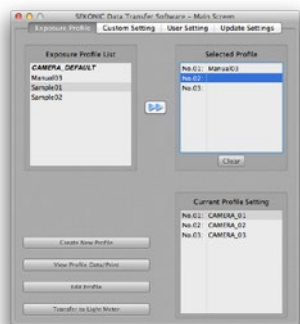 SEKONIC Data Transfer Software - Main Screen
Exposure Profile Custom Setting User Setting Update Settings
Exposure Profile List
CAMERA_DEFAULT
Manual03
Sample01
Sample02
Selected Profile
No.01: Manual03
No.02:
No.03:
Clear
Current Profile Setting
No.01: CAMERA_01
No.02: CAMERA_02
No.03: CAMERA_03
Create New Profile
View Profile Data/Print
Edit Profile
Transfer to Light Meter